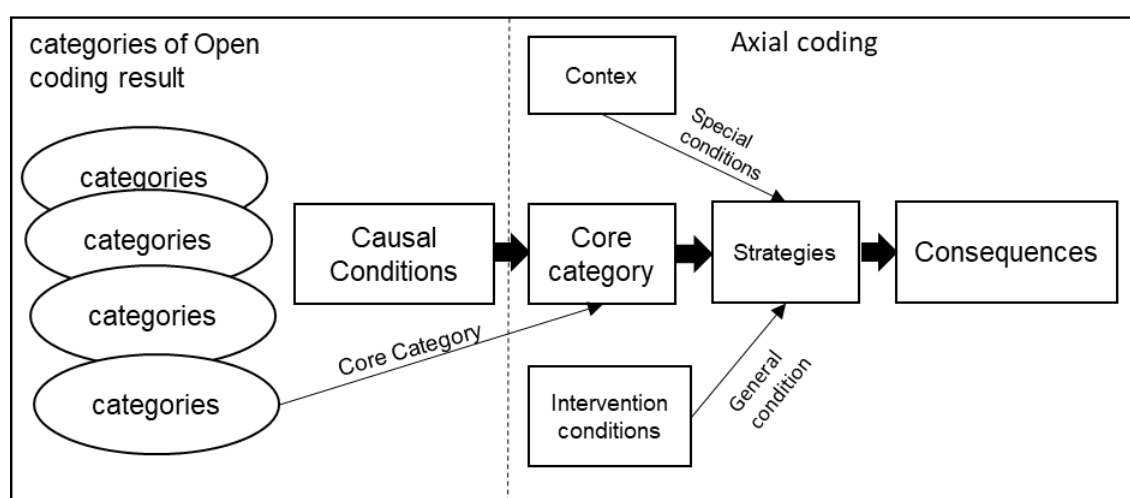 categories of Open
coding result
categories
categories
categories
categories
Causal
Conditions
Core Category
Axial coding
Contex
Special
conditions
Core
category
Strategies
Consequences
Intervention
conditions
General
condition